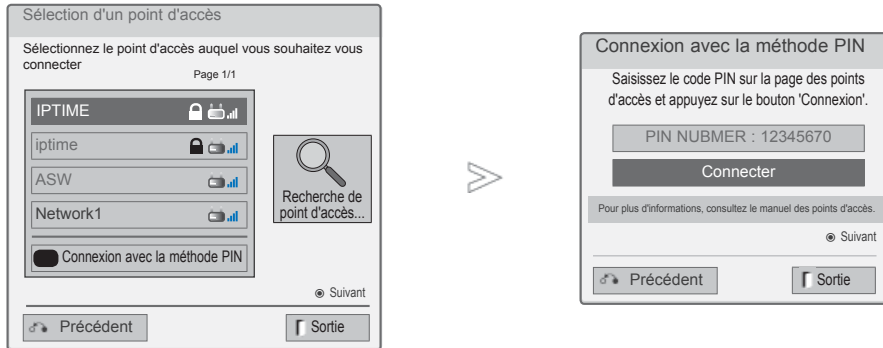 Sélection d'un point d'accès
Sélectionnez le point d'accès auquel vous souhaitez vous
connecter
Page 1/1
IPTIME
iptime
ASW
Network1
Connexion avec la méthode PIN
Recherche de
point d'accès...
Suivant
Précédent
Sortie
Connexion avec la méthode PIN
Saisissez le code PIN sur la page des points
d'accès et appuyez sur le bouton 'Connexion'.
PIN NUBMER : 12345670
Connecter
Pour plus d'informations, consultez le manuel des points d'accès.
Suivant
Précédent
Sortie